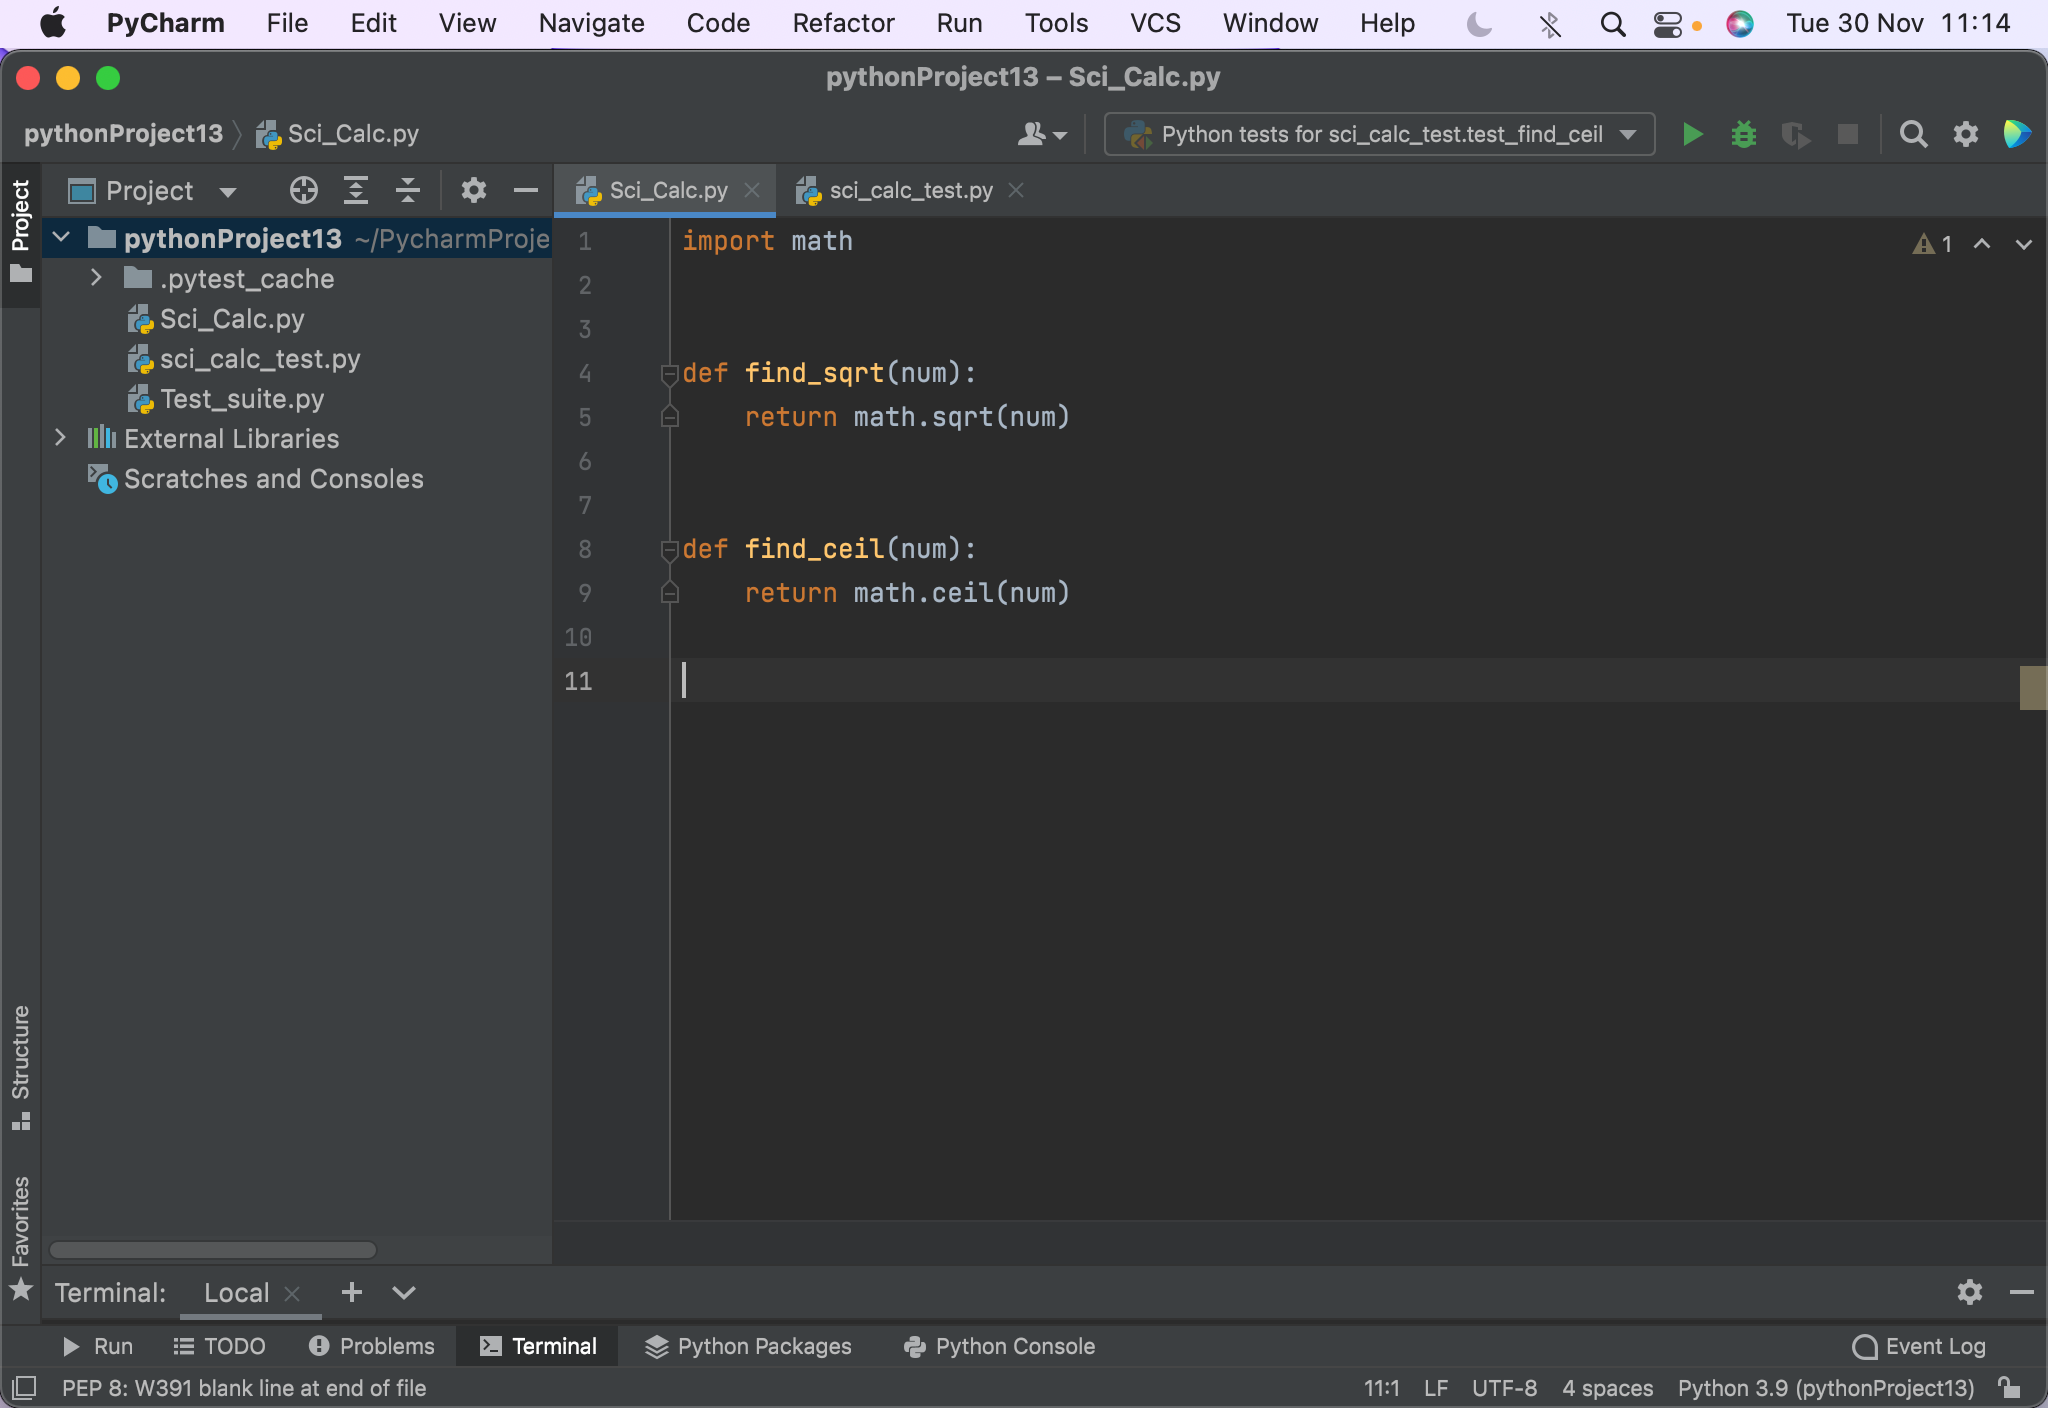 PyCharm File Edit View Navigate Code Refactor Run Tools VCS Window Help Tue 30 Nov 11:14
pythonProject13 – Sci_Calc.py
pythonProject13 Sci_Calc.py Python tests for sci_calc_test.test_find_ceil
Project
Project
Sci_Calc.py sci_calc_test.py
pythonProject13 ~/PycharmProje
.pytest_cache
Sci_Calc.py
sci_calc_test.py
Test_suite.py
External Libraries
Scratches and Consoles
1 import math
1
2
3
4 def find_sqrt(num):
5     return math.sqrt(num)
6
7
8 def find_ceil(num):
9     return math.ceil(num)
10
11
Structure
Favorites
Terminal: Local
Run TODO Problems Terminal Python Packages Python Console Event Log
PEP 8: W391 blank line at end of file 11:1 LF UTF-8 4 spaces Python 3.9 (pythonProject13)